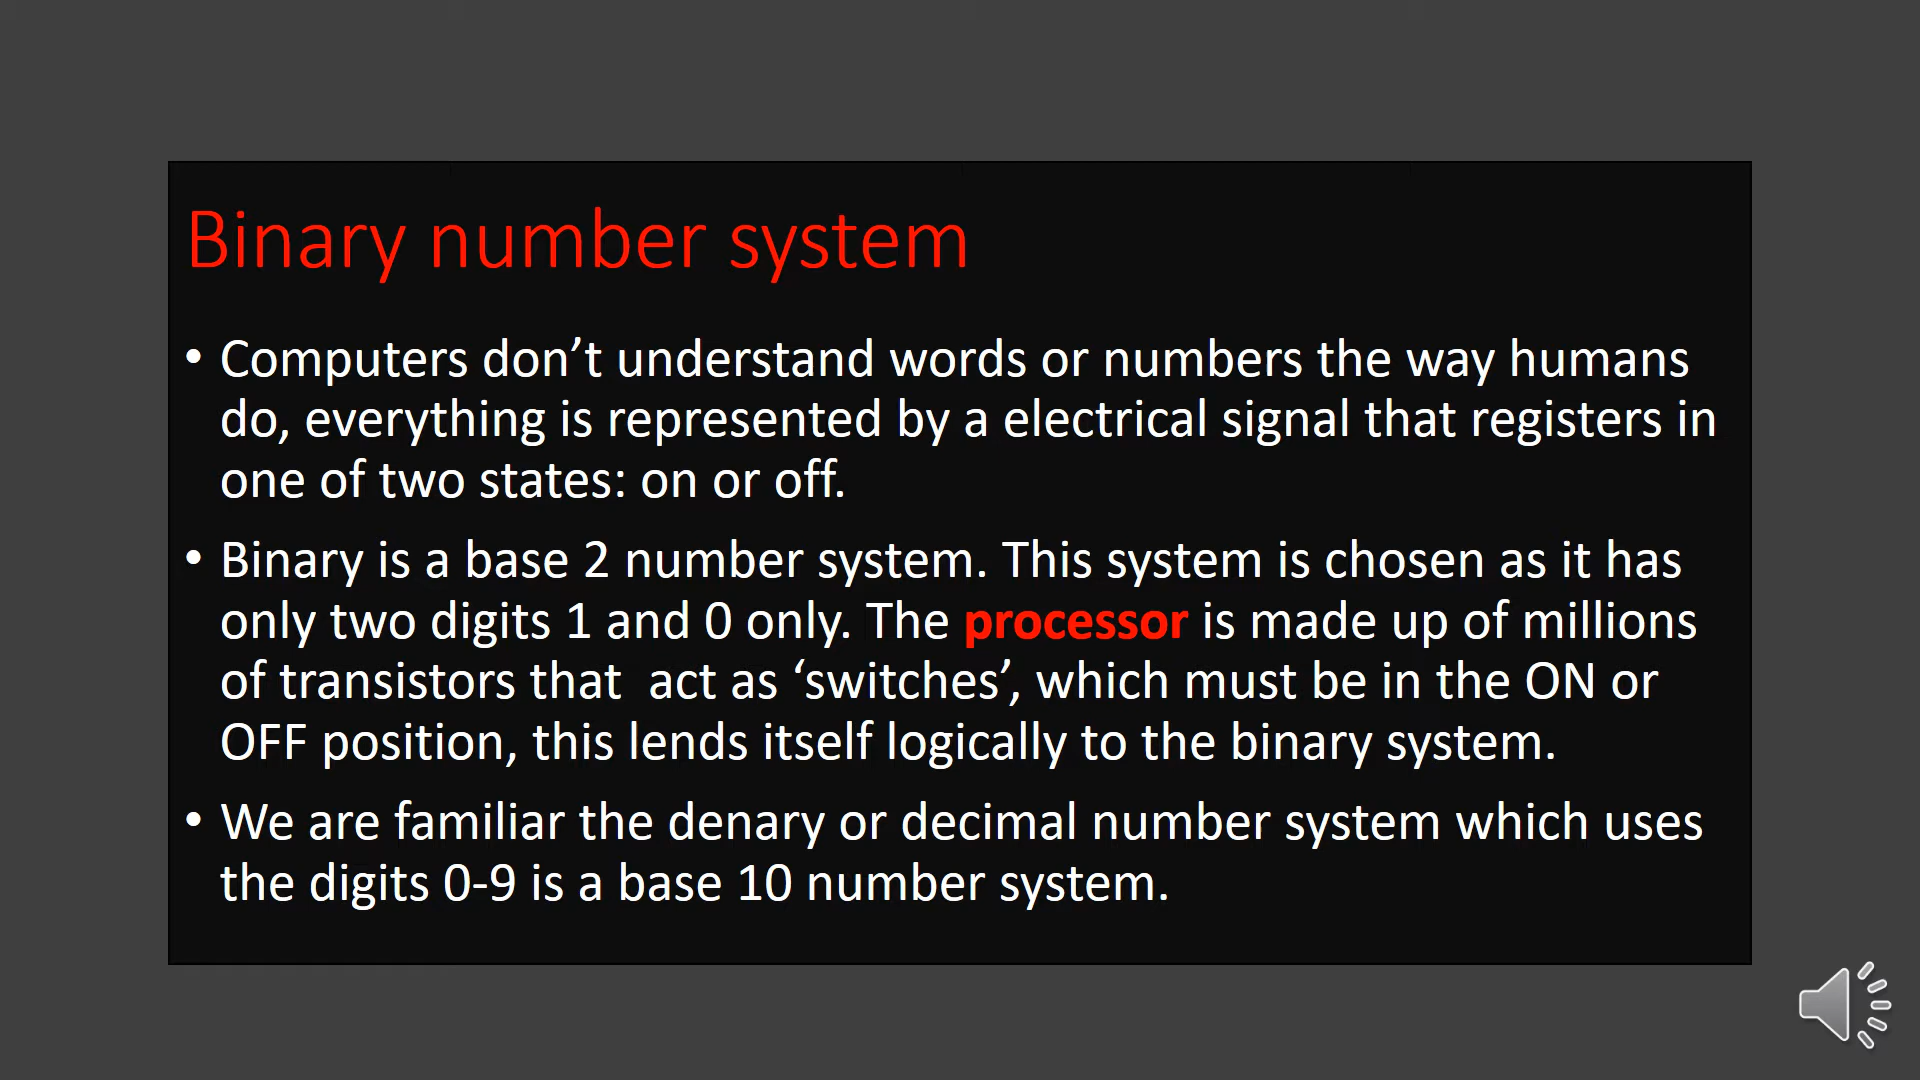 Binary number system
• Computers don’t understand words or numbers the way humans
do, everything is represented by a electrical signal that registers in
one of two states: on or off.
• Binary is a base 2 number system. This system is chosen as it has
only two digits 1 and 0 only. The processor is made up of millions
of transistors that  act as ‘switches’, which must be in the ON or
OFF position, this lends itself logically to the binary system.
• We are familiar the denary or decimal number system which uses
the digits 0-9 is a base 10 number system.